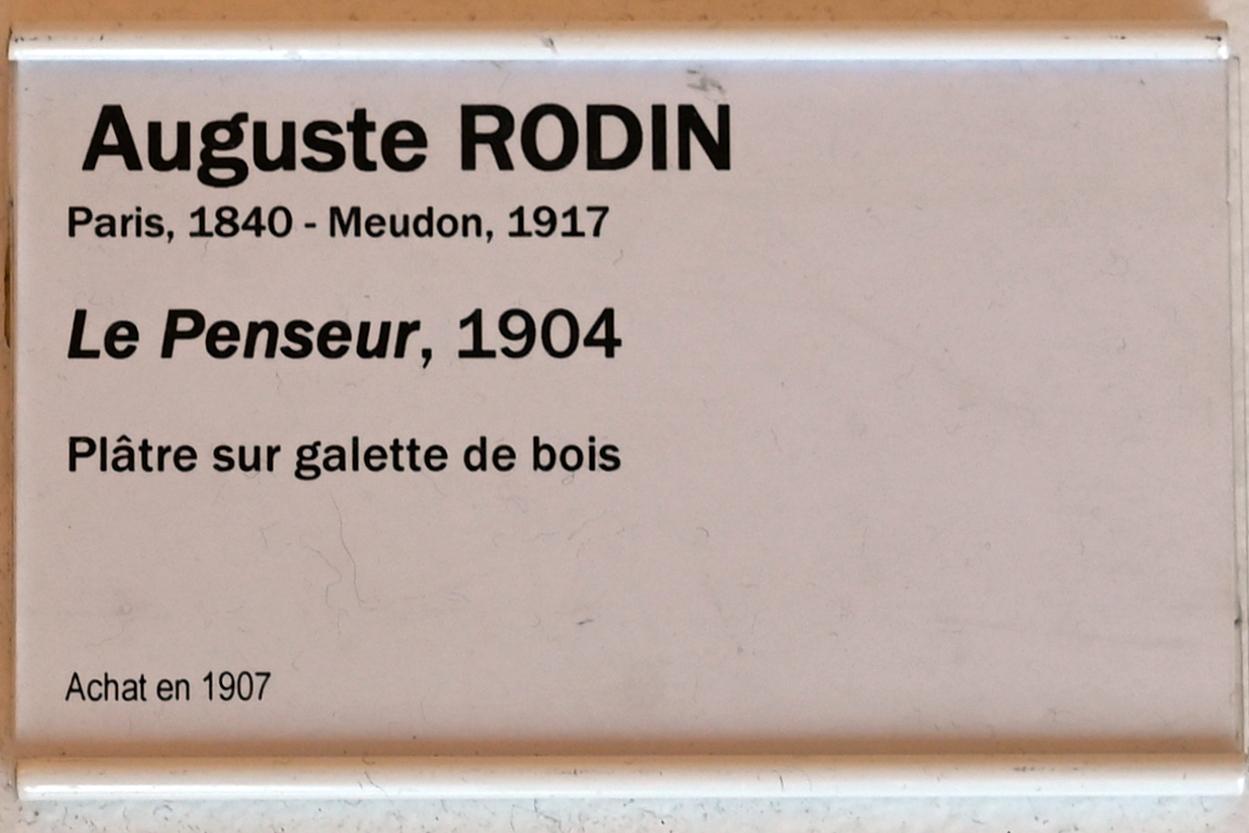 Auguste RODIN
Paris, 1840 - Meudon, 1917
Le Penseur, 1904
Plâtre sur galette de bois
Achat en 1907